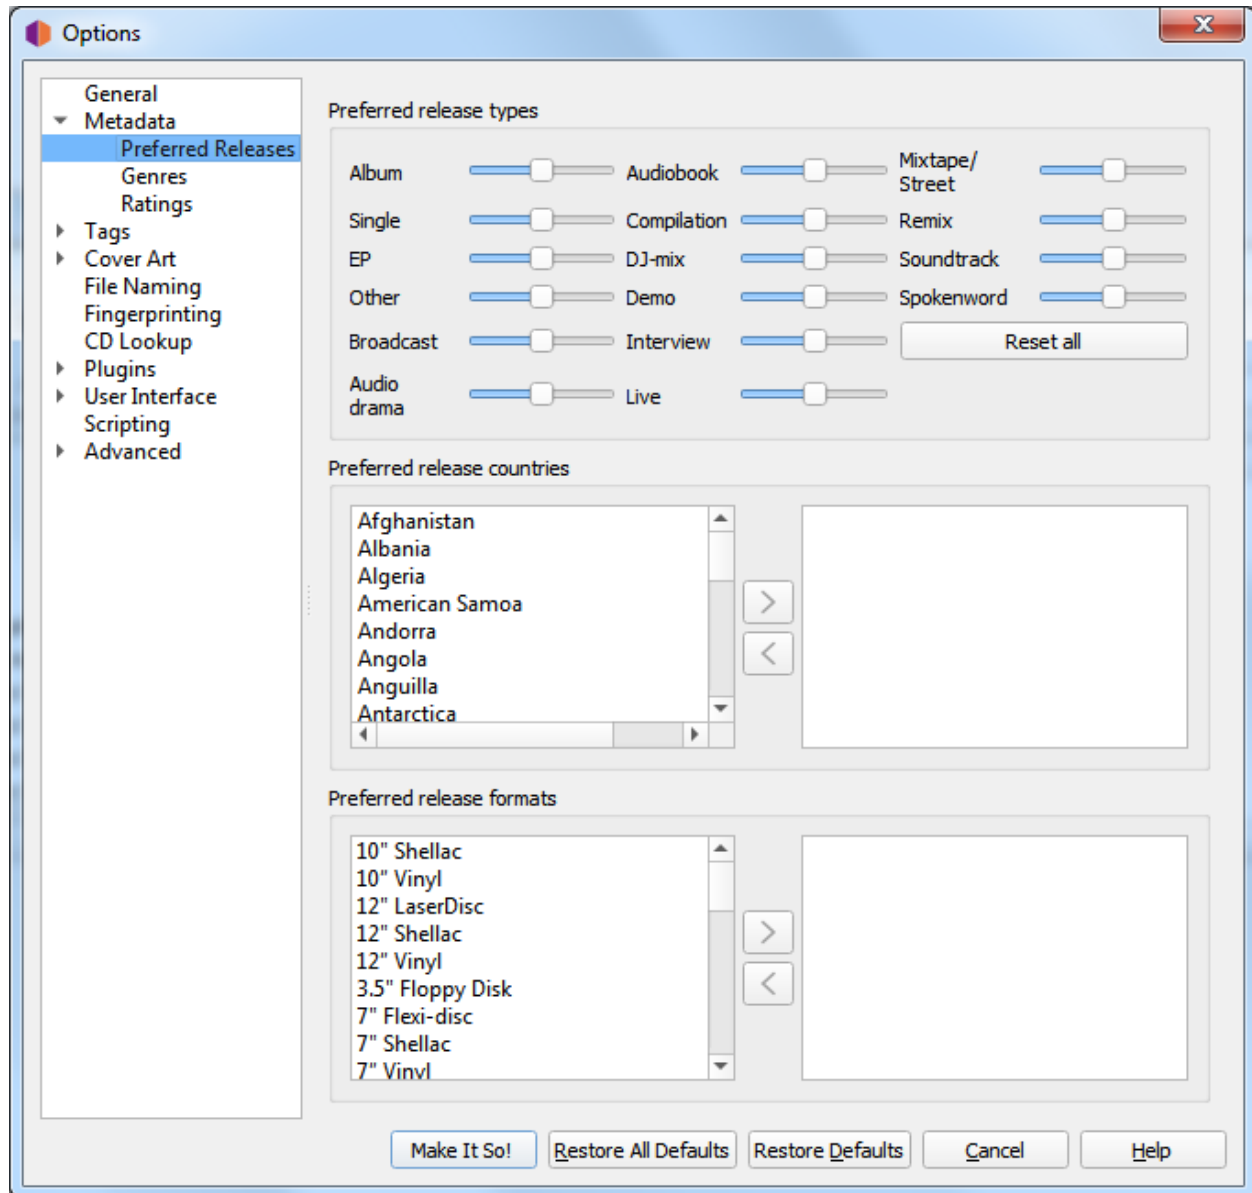 Options
General
Metadata
Preferred Releases
Genres
Ratings
Tags
Cover Art
File Naming
Fingerprinting
CD Lookup
Plugins
User Interface
Scripting
Advanced
Preferred release types
Album
Audiobook
Mixtape/
Street
Single
Compilation
Remix
EP
DJ-mix
Soundtrack
Other
Demo
Spokenword
Broadcast
Interview
Reset all
Audio
drama
Live
Preferred release countries
Afghanistan
Albania
Algeria
American Samoa
Andorra
Angola
Anguilla
Antarctica
>
<
Preferred release formats
10" Shellac
10" Vinyl
12" LaserDisc
12" Shellac
12" Vinyl
3.5" Floppy Disk
7" Flexi-disc
7" Shellac
7" Vinyl
>
<
Make It So!
Restore All Defaults
Restore Defaults
Cancel
Help